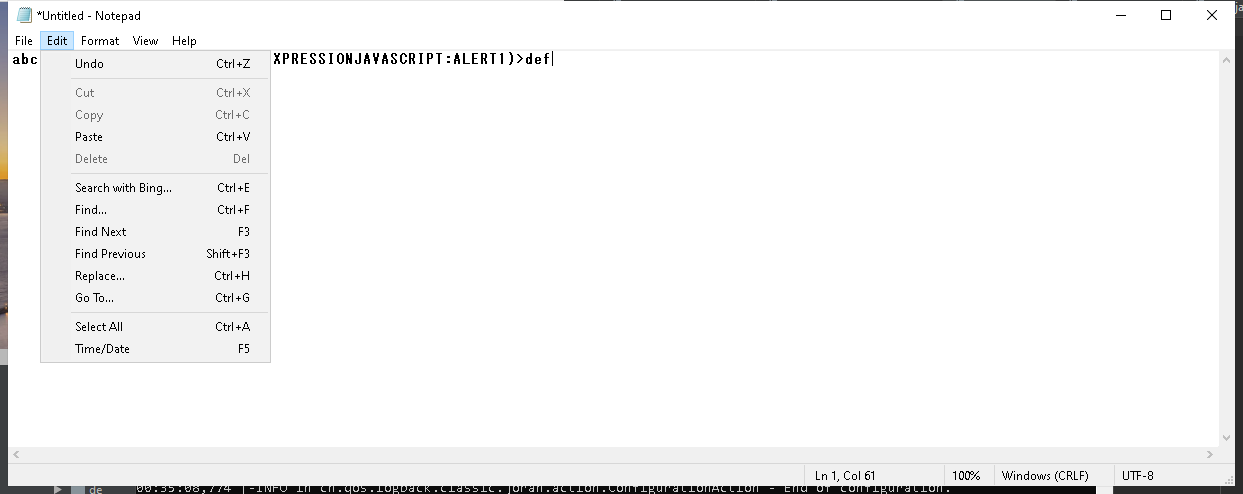 *Untitled - Notepad
File Edit Format View Help
abc XPRESSIONJAVASCRIPT:ALERT1)>def
Undo Ctrl+Z
Cut Ctrl+X
Copy Ctrl+C
Paste Ctrl+V
Delete Del
Search with Bing... Ctrl+E
Find... Ctrl+F
Find Next F3
Find Previous Shift+F3
Replace... Ctrl+H
Go To... Ctrl+G
Select All Ctrl+A
Time/Date F5
Ln 1, Col 61 100% Windows (CRLF) UTF-8
de 00:35:08,774 |-INFO in ch.qos.logback.classic.joran.action.ConfigurationAction - End of configuration.